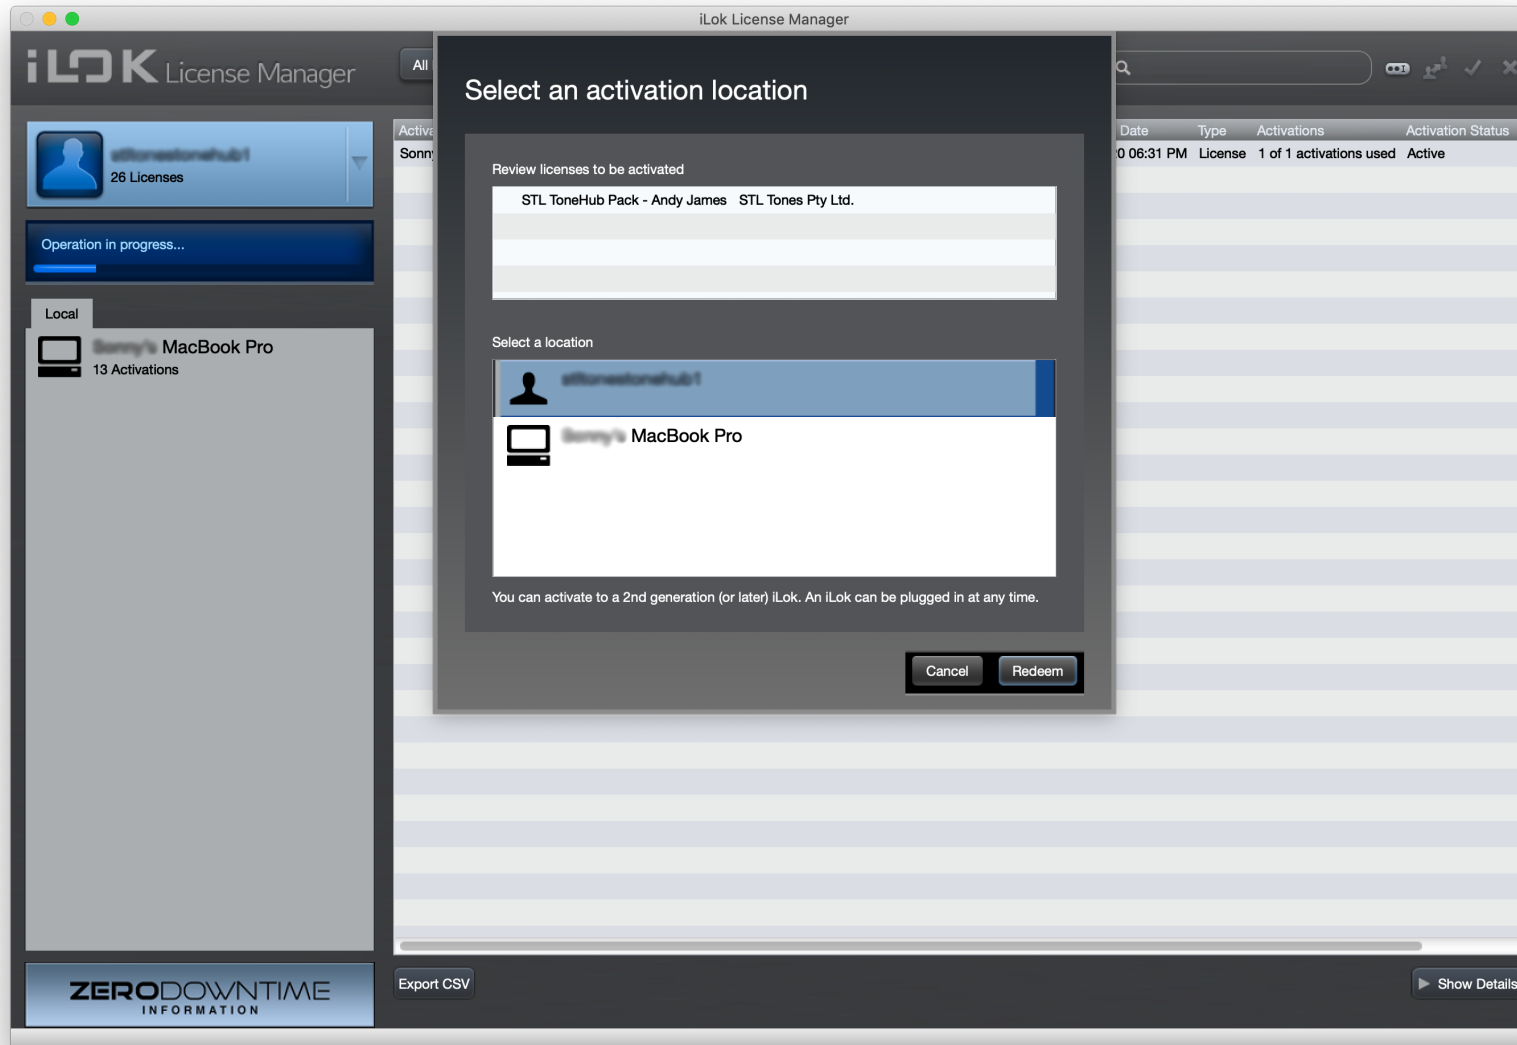 iLok License Manager
iLOK License Manager
All
26 Licenses
Operation in progress...
Local
MacBook Pro
13 Activations
Select an activation location
Review licenses to be activated
STL ToneHub Pack - Andy James STL Tones Pty Ltd.
Select a location
MacBook Pro
You can activate to a 2nd generation (or later) iLok. An iLok can be plugged in at any time.
Cancel Redeem
Activa Date Type Activations Activation Status
Sonny 0 06:31 PM License 1 of 1 activations used Active
ZERODOWNTIME
INFORMATION
Export CSV
Show Details